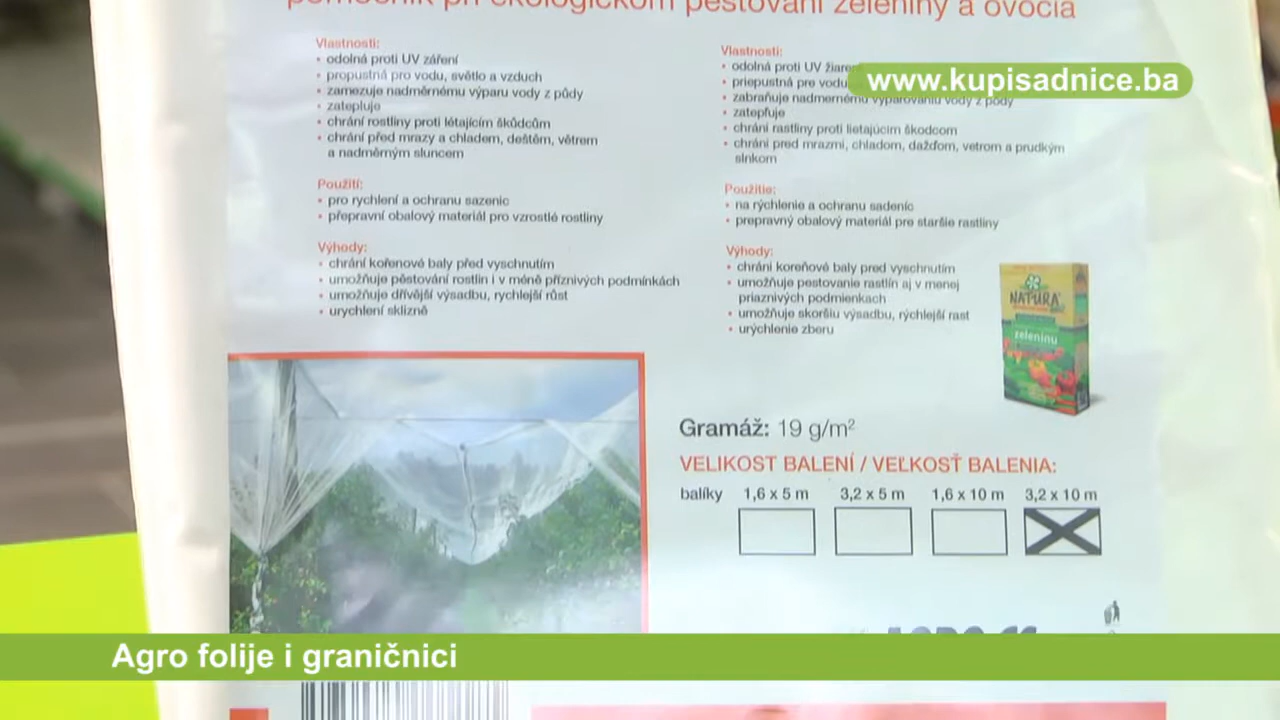 pomocník při ekologickém pěstování zeleniny a ovocia
Vlastnosti:
• odolná proti UV záření
• propustná pro vodu, světlo a vzduch
• zamezuje nadměrnému výparu vody z půdy
• zatepluje
• chrání rostliny proti létajícím škůdcům
• chrání před mrazy a chladem, deštěm, větrem
a nadměrným sluncem
Použití:
• pro rychlení a ochranu sazenic
• přepravní obalový materiál pro vzrostlé rostliny
Výhody:
• chrání kořenové baly před vyschnutím
• umožňuje pěstování rostlin i v méně příznivých podmínkách
• umožňuje dřívější výsadbu, rychlejší růst
• urychlení sklizně
Vlastnosti:
• odolná proti UV žiare
• priepustná pre vodu
• zabraňuje nadmernému vyparovaniu vody z pôdy
• zatepľuje
• chráni rastliny proti lietajúcim škodcom
• chráni pred mrazmi, chladom, dažďom, vetrom a prudkým
slnkom
Použitie:
• na rýchlenie a ochranu sadeníc
• prepravný obalový materiál pre staršie rastliny
Výhody:
• chráni koreňové baly pred vyschnutím
• umožňuje pestovanie rastlín aj v menej
priaznivých podmienkach
• umožňuje skoršiu výsadbu, rýchlejší rast
• urýchlenie zberu
www.kupisadnice.ba
NATURA
zeleninu
Gramáž: 19 g/m²
VELIKOST BALENÍ / VEĽKOSŤ BALENIA:
balíky 1,6 x 5 m 3,2 x 5 m 1,6 x 10 m 3,2 x 10 m
Agro folije i graničnici